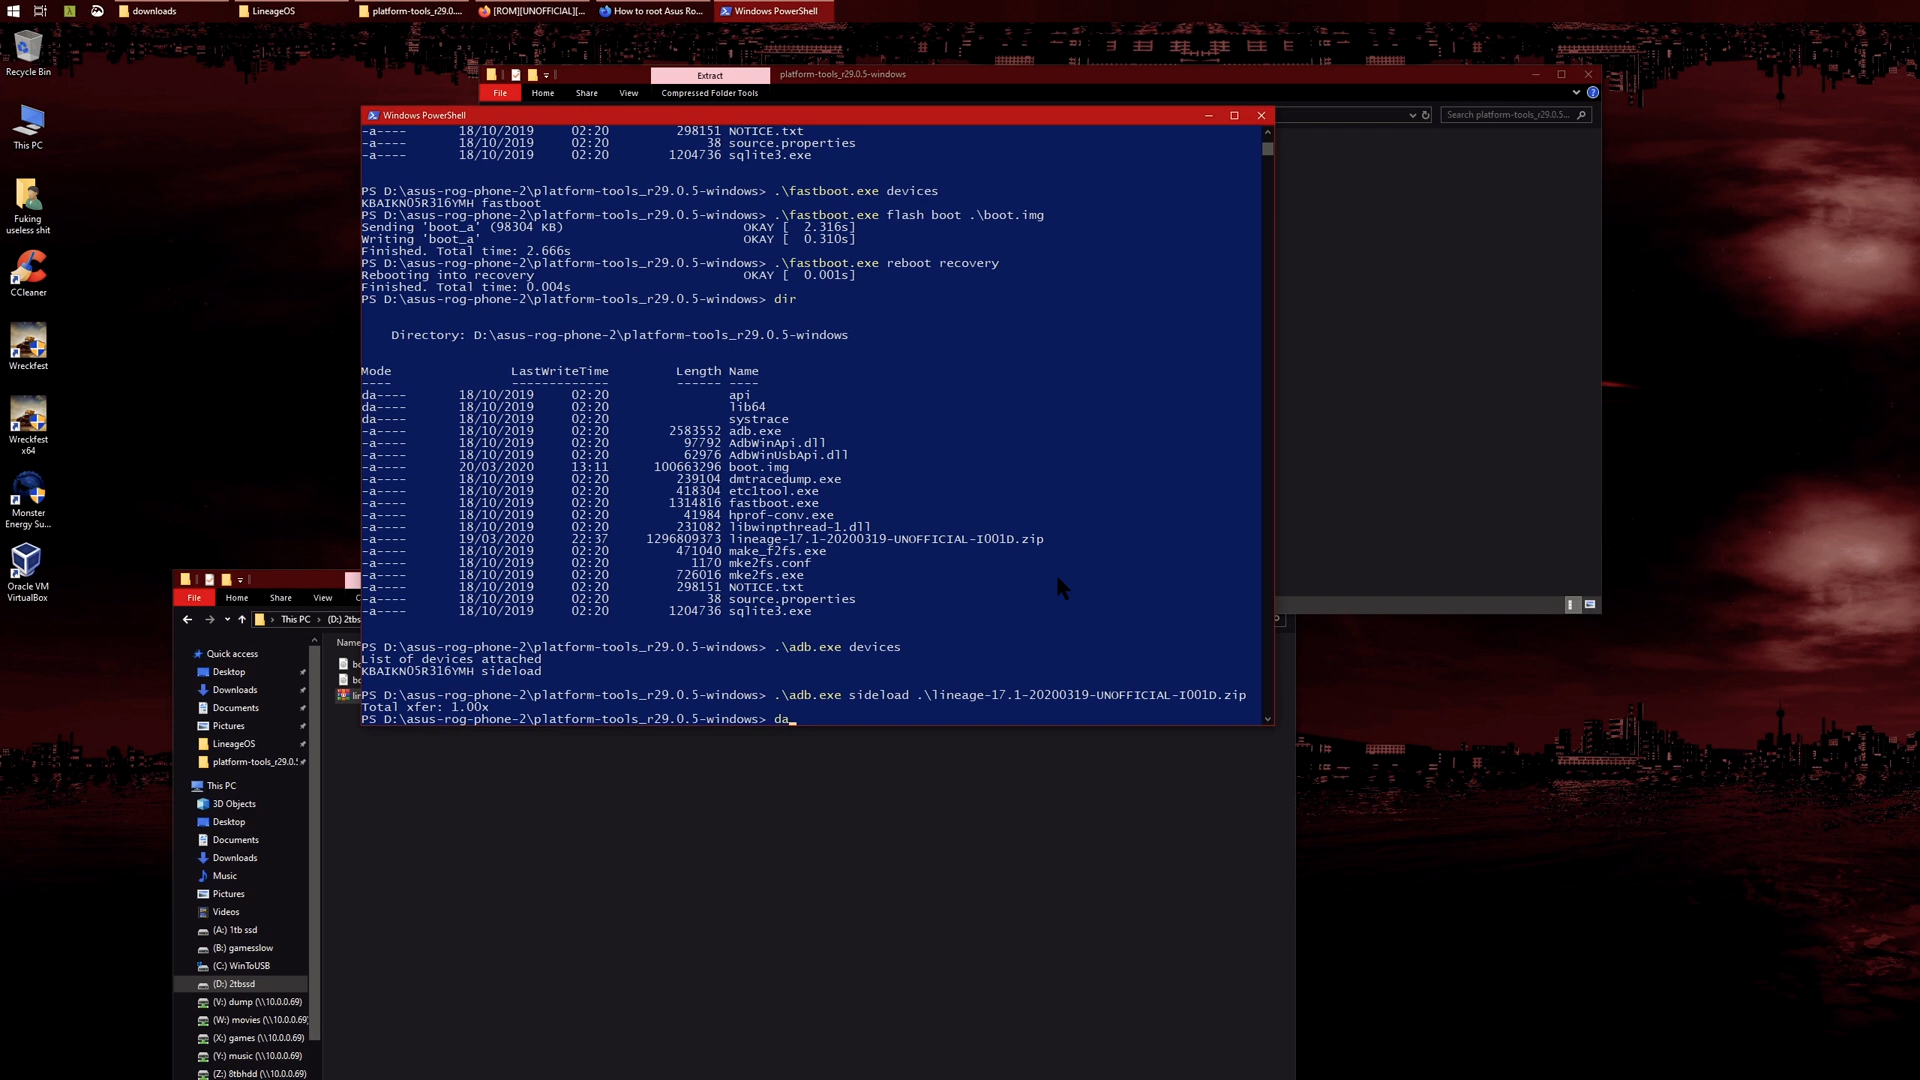 downloads
LineageOS
platform-tools_r29.0.5....
[ROM][UNOFFICIAL][...
How to root Asus Ro...
Windows PowerShell
Recycle Bin
This PC
Fuking
useless shit
CCleaner
Wreckfest
Wreckfest
x64
Monster
Energy Su...
Oracle VM
VirtualBox
Extract
platform-tools_r29.0.5-windows
File
Home
Share
View
Compressed Folder Tools
Search platform-tools_r29.0.5...
Windows PowerShell
-a---- 18/10/2019 02:20 298151 NOTICE.txt
-a---- 18/10/2019 02:20 38 source.properties
-a---- 18/10/2019 02:20 1204736 sqlite3.exe
PS D:\asus-rog-phone-2\platform-tools_r29.0.5-windows> .\fastboot.exe devices
KBAIKN05R316YMH fastboot
PS D:\asus-rog-phone-2\platform-tools_r29.0.5-windows> .\fastboot.exe flash boot .\boot.img
Sending 'boot_a' (98304 KB) OKAY [ 2.316s]
Writing 'boot_a' OKAY [ 0.310s]
Finished. Total time: 2.666s
PS D:\asus-rog-phone-2\platform-tools_r29.0.5-windows> .\fastboot.exe reboot recovery
Rebooting into recovery OKAY [ 0.001s]
Finished. Total time: 0.004s
PS D:\asus-rog-phone-2\platform-tools_r29.0.5-windows> dir
Directory: D:\asus-rog-phone-2\platform-tools_r29.0.5-windows
Mode LastWriteTime Length Name
---- ------------- ------ ----
da---- 18/10/2019 02:20 api
da---- 18/10/2019 02:20 lib64
da---- 18/10/2019 02:20 systrace
-a---- 18/10/2019 02:20 2583552 adb.exe
-a---- 18/10/2019 02:20 97792 AdbWinApi.dll
-a---- 18/10/2019 02:20 62976 AdbWinUsbApi.dll
-a---- 20/03/2020 13:11 100663296 boot.img
-a---- 18/10/2019 02:20 239104 dmtracedump.exe
-a---- 18/10/2019 02:20 418304 etc1tool.exe
-a---- 18/10/2019 02:20 1314816 fastboot.exe
-a---- 18/10/2019 02:20 41984 hprof-conv.exe
-a---- 18/10/2019 02:20 231082 libwinpthread-1.dll
-a---- 19/03/2020 22:37 1296809373 lineage-17.1-20200319-UNOFFICIAL-I001D.zip
-a---- 18/10/2019 02:20 471040 make_f2fs.exe
-a---- 18/10/2019 02:20 1170 mke2fs.conf
-a---- 18/10/2019 02:20 726016 mke2fs.exe
-a---- 18/10/2019 02:20 298151 NOTICE.txt
-a---- 18/10/2019 02:20 38 source.properties
-a---- 18/10/2019 02:20 1204736 sqlite3.exe
PS D:\asus-rog-phone-2\platform-tools_r29.0.5-windows> .\adb.exe devices
List of devices attached
KBAIKN05R316YMH sideload
PS D:\asus-rog-phone-2\platform-tools_r29.0.5-windows> .\adb.exe sideload .\lineage-17.1-20200319-UNOFFICIAL-I001D.zip
Total xfer: 1.00x
PS D:\asus-rog-phone-2\platform-tools_r29.0.5-windows> da_
File
Home
Share
View
This PC > (D:) 2tbs
Name
Quick access
Desktop
Downloads
Documents
Pictures
LineageOS
platform-tools_r29.0.5
This PC
3D Objects
Desktop
Documents
Downloads
Music
Pictures
Videos
(A:) 1tb ssd
(B:) gamesslow
(C:) WinToUSB
(D:) 2tbssd
(V:) dump (\\10.0.0.69)
(W:) movies (\\10.0.0.69)
(X:) games (\\10.0.0.69)
(Y:) music (\\10.0.0.69)
(Z:) 8tbhdd (\\10.0.0.69)